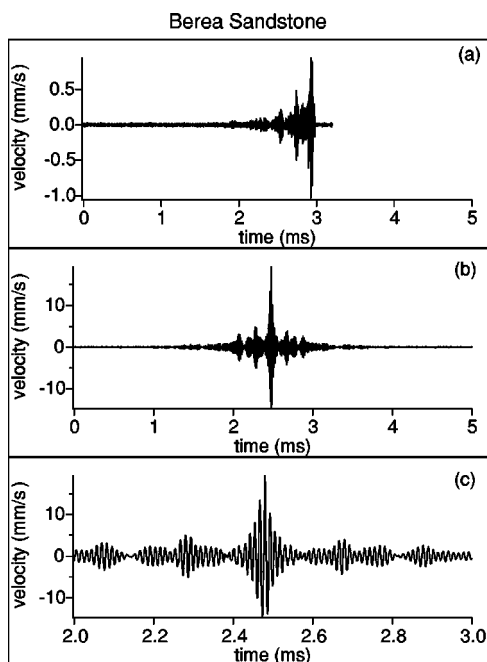 Berea Sandstone
(a)
velocity (mm/s)
0.5
0.0
-0.5
-1.0
0 1 2 3 4 5
time (ms)
(b)
velocity (mm/s)
10
0
-10
0 1 2 3 4 5
time (ms)
(c)
velocity (mm/s)
10
0
-10
2.0 2.2 2.4 2.6 2.8 3.0
time (ms)